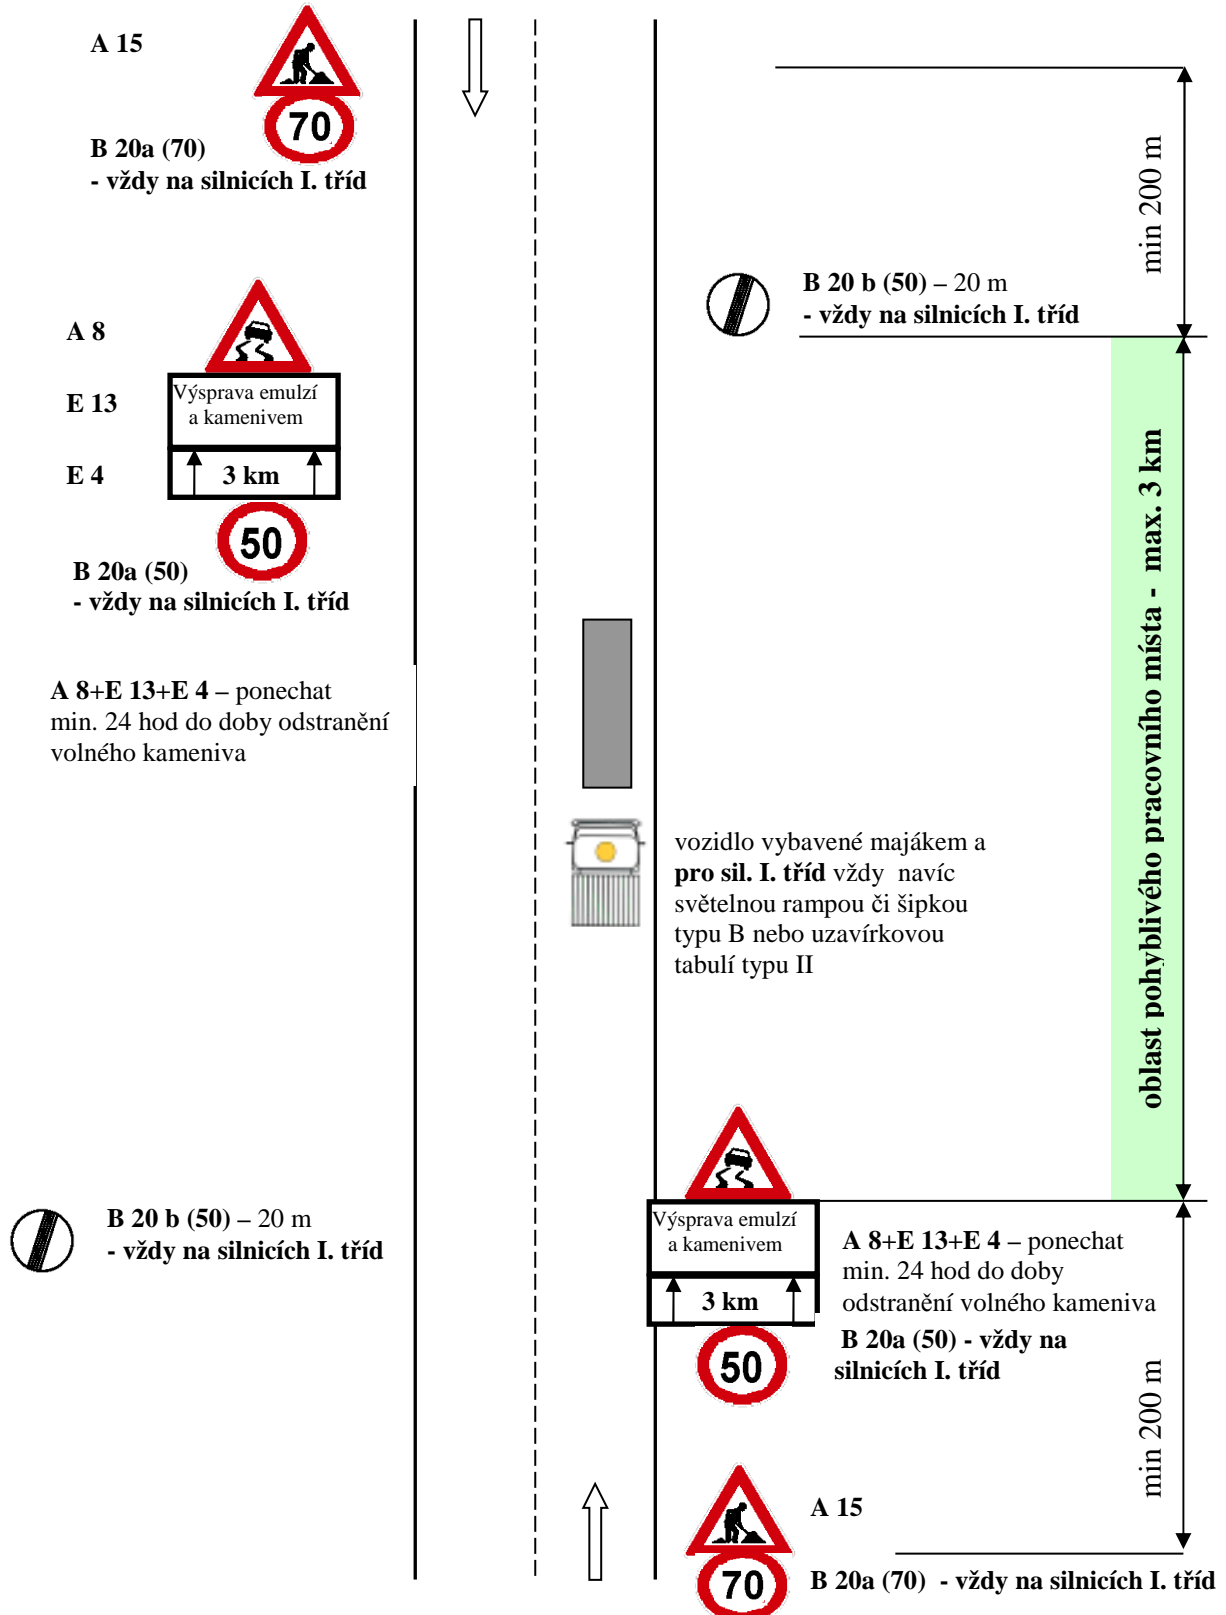 A 15
70
B 20a (70)
- vždy na silnicích I. tříd
min 200 m
B 20 b (50) – 20 m
- vždy na silnicích I. tříd
A 8
E 13
Výsprava emulzí
a kamenivem
E 4
3 km
50
B 20a (50)
- vždy na silnicích I. tříd
A 8+E 13+E 4 – ponechat
min. 24 hod do doby odstranění
volného kameniva
oblast pohyblivého pracovního místa - max. 3 km
vozidlo vybavené majákem a
pro sil. I. tříd vždy navíc
světelnou rampou či šipkou
typu B nebo uzavírkovou
tabulí typu II
B 20 b (50) – 20 m
- vždy na silnicích I. tříd
Výsprava emulzí
a kamenivem
3 km
50
A 8+E 13+E 4 – ponechat
min. 24 hod do doby
odstranění volného kameniva
B 20a (50) - vždy na
silnicích I. tříd
min 200 m
A 15
70
B 20a (70) - vždy na silnicích I. tříd